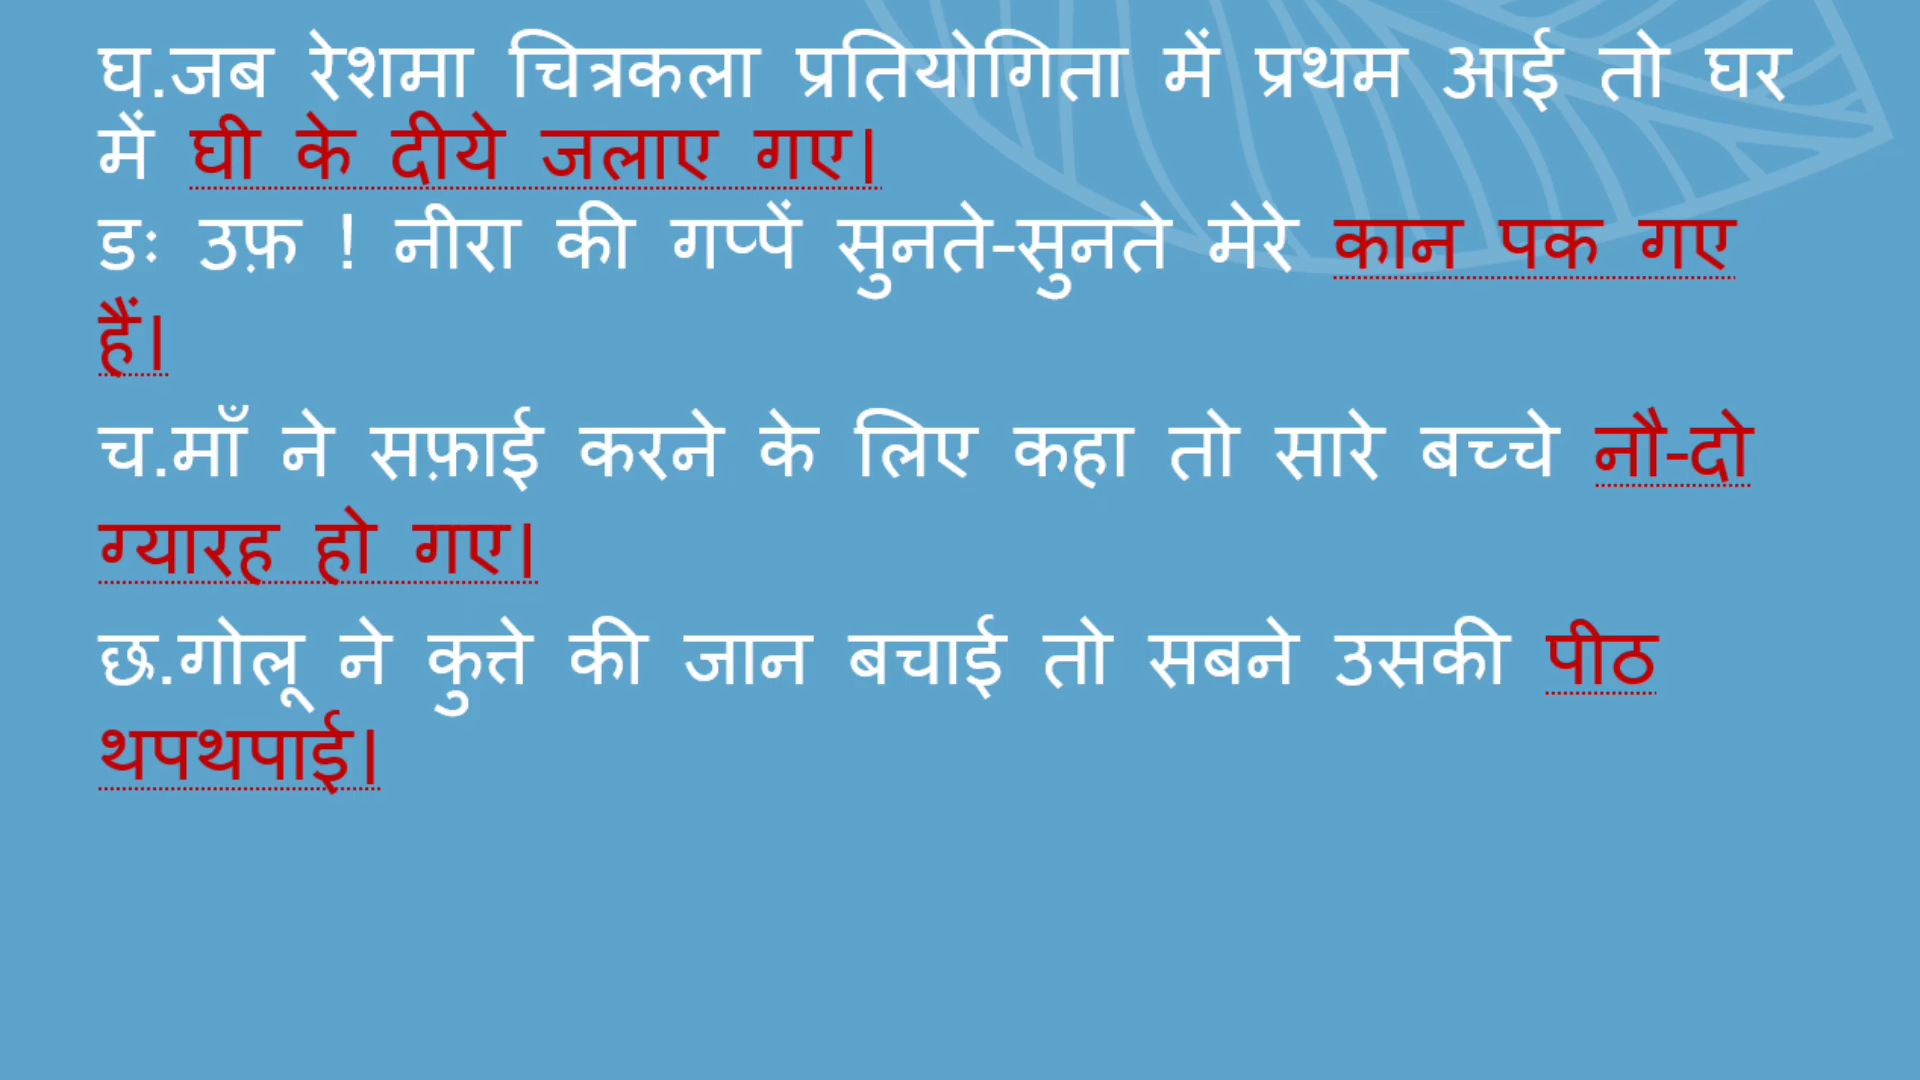 घ.जब रेशमा चित्रकला प्रतियोगिता में प्रथम आई तो घर
में घी के दीये जलाए गए।
डः उफ़ ! नीरा की गप्पें सुनते-सुनते मेरे कान पक गए
हैं।
च.माँ ने सफ़ाई करने के लिए कहा तो सारे बच्चे नौ-दो
ग्यारह हो गए।
छ.गोलू ने कुत्ते की जान बचाई तो सबने उसकी पीठ
थपथपाई।